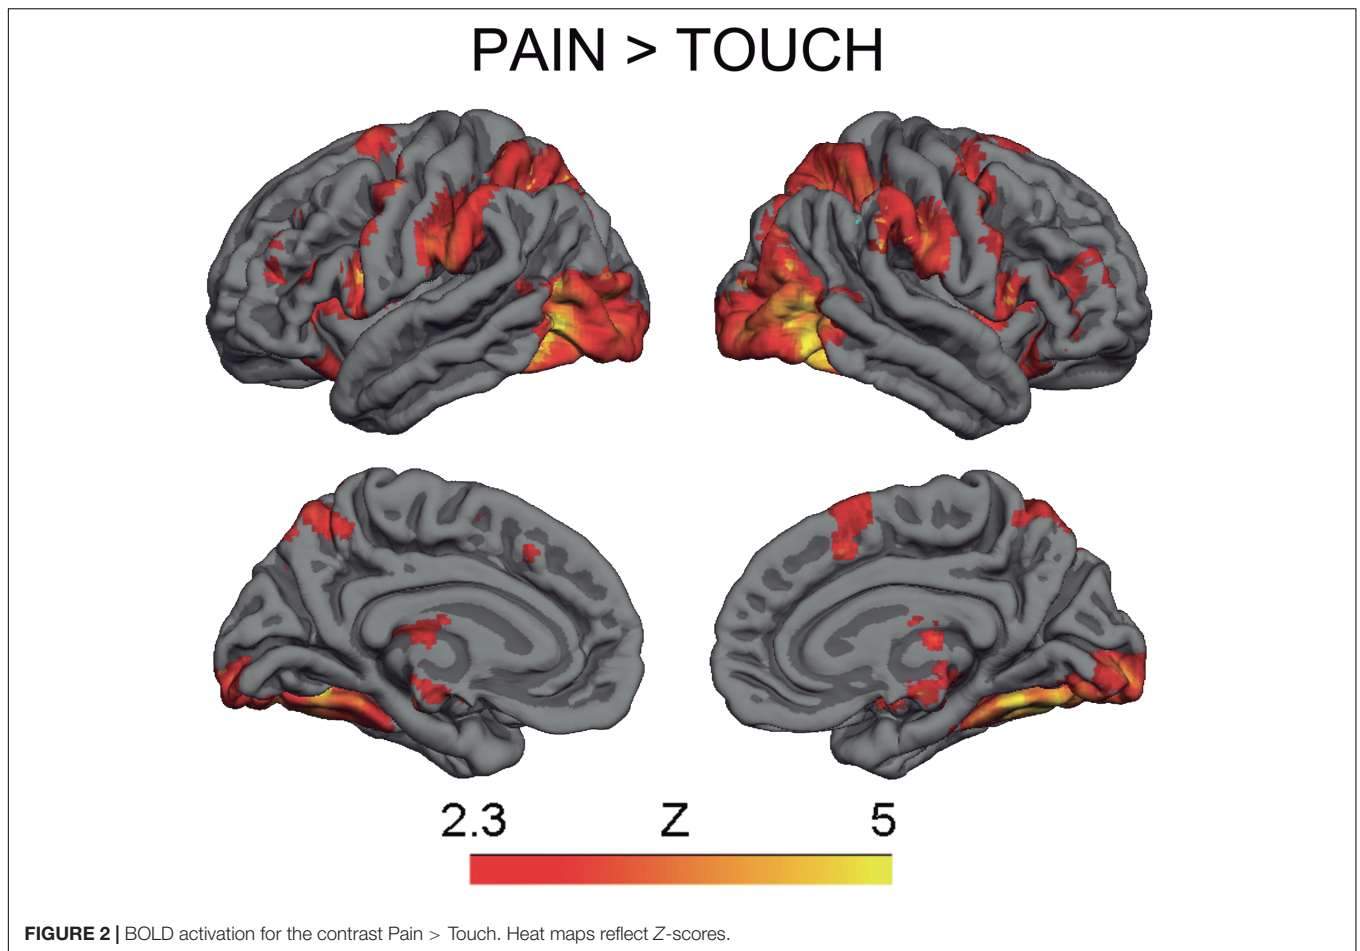 PAIN > TOUCH
2.3 Z 5
FIGURE 2 | BOLD activation for the contrast Pain > Touch. Heat maps reflect Z-scores.